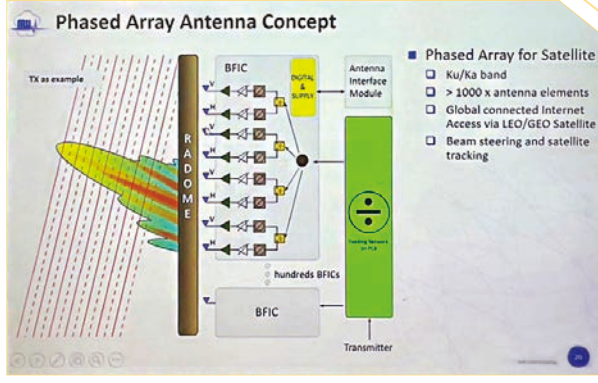 Phased Array Antenna Concept
TX as example
RADOME
BFIC
DIGITAL
&
SUPPLY
Antenna
Interface
Module
V
H
V
H
V
H
V
H
Feeding Network
on PCB
hundreds BFICs
BFIC
Transmitter
Phased Array for Satellite
Ku/Ka band
> 1000 x antenna elements
Global connected Internet
Access via LEO/GEO Satellite
Beam steering and satellite
tracking
20